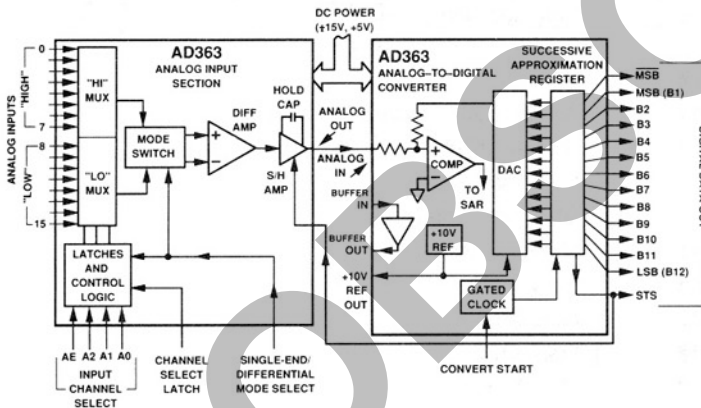 DC POWER
(±15V, +5V)
AD363
ANALOG INPUT
SECTION
ANALOG INPUTS
"HIGH"
"LOW"
0
7
8
15
"HI"
MUX
"LO"
MUX
MODE
SWITCH
DIFF
AMP
+
−
HOLD
CAP
S/H
AMP
ANALOG
OUT
ANALOG
IN
LATCHES
AND
CONTROL
LOGIC
AE A2 A1 A0
INPUT
CHANNEL
SELECT
CHANNEL
SELECT
LATCH
SINGLE-END/
DIFFERENTIAL
MODE SELECT
AD363
ANALOG–TO–DIGITAL
CONVERTER
SUCCESSIVE
APPROXIMATION
REGISTER
+
−
COMP
TO
SAR
DAC
BUFFER
IN
BUFFER
OUT
+10V
REF
+10V
REF
OUT
GATED
CLOCK
CONVERT START
M̅S̅B̅
MSB (B1)
B2
B3
B4
B5
B6
B7
B8
B9
B10
B11
LSB (B12)
STS
OBS